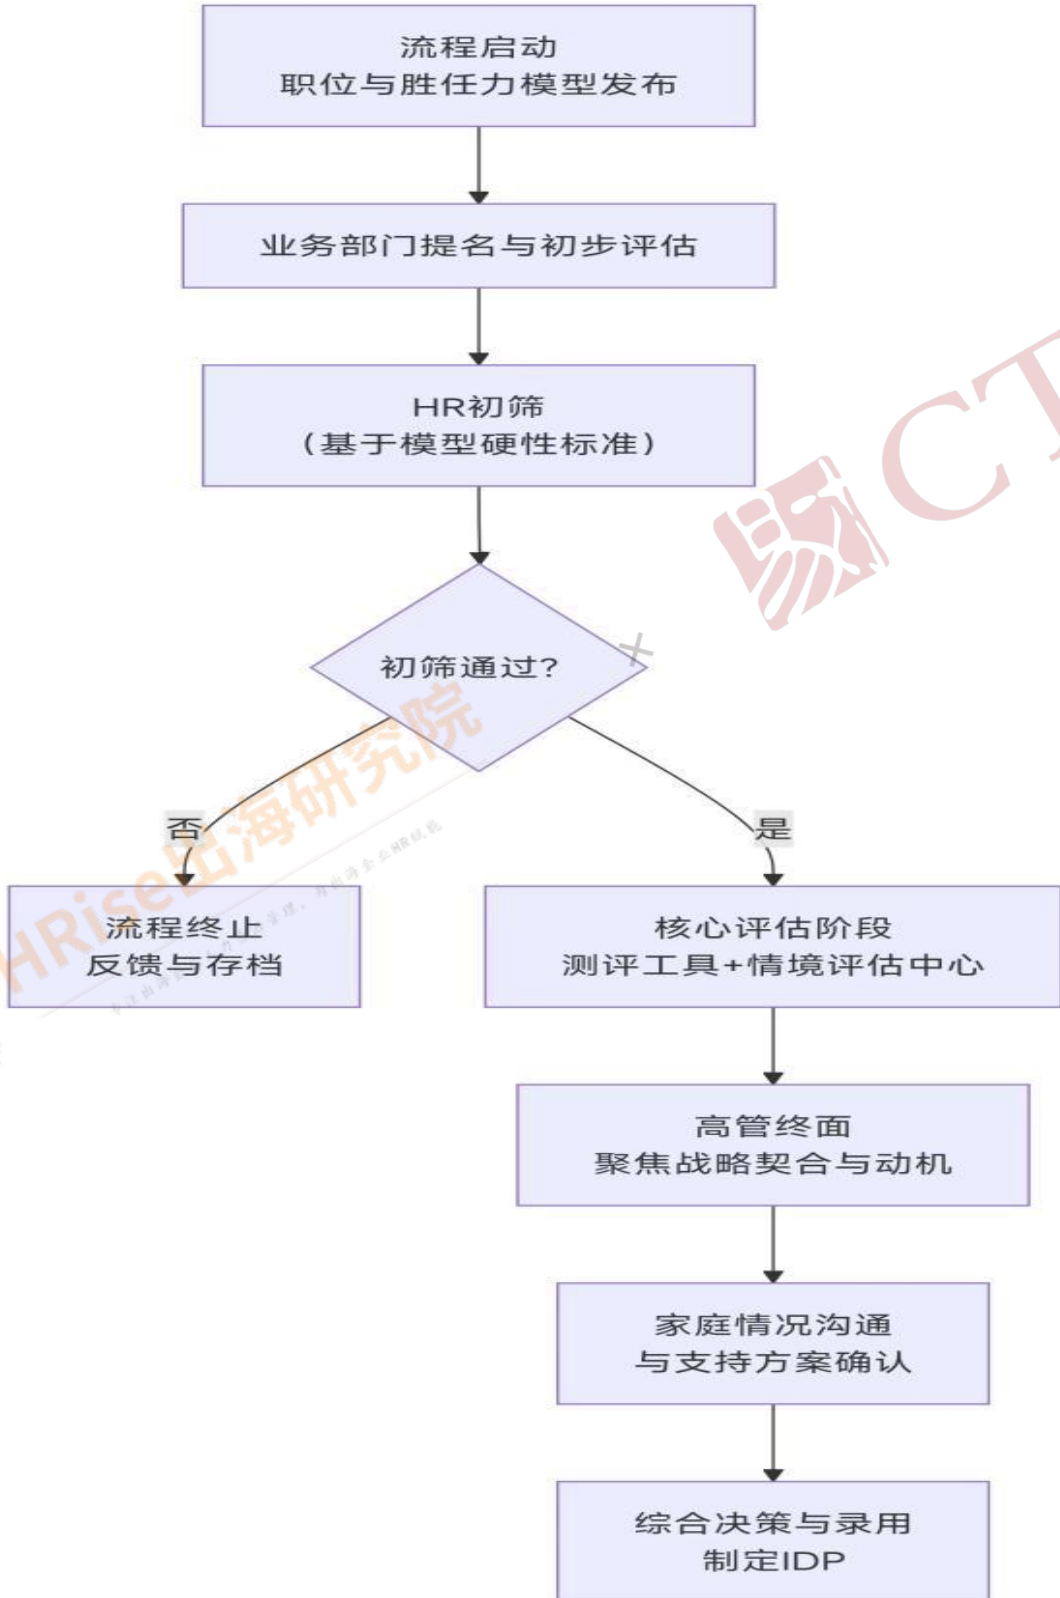 流程启动
职位与胜任力模型发布
业务部门提名与初步评估
HR初筛
（基于模型硬性标准）
初筛通过?
否
是
流程终止
反馈与存档
核心评估阶段
测评工具+情境评估中心
高管终面
聚焦战略契合与动机
家庭情况沟通
与支持方案确认
综合决策与录用
制定IDP
HRise出海研究院
CT